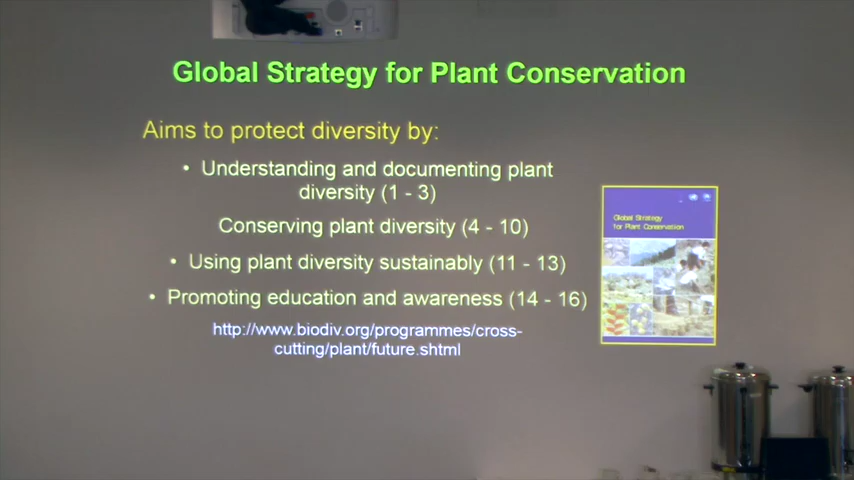 Global Strategy for Plant Conservation
Aims to protect diversity by:
• Understanding and documenting plant
diversity (1 - 3)
Conserving plant diversity (4 - 10)
• Using plant diversity sustainably (11 - 13)
• Promoting education and awareness (14 - 16)
http://www.biodiv.org/programmes/cross-
cutting/plant/future.shtml
Global Strategy
for Plant Conservation